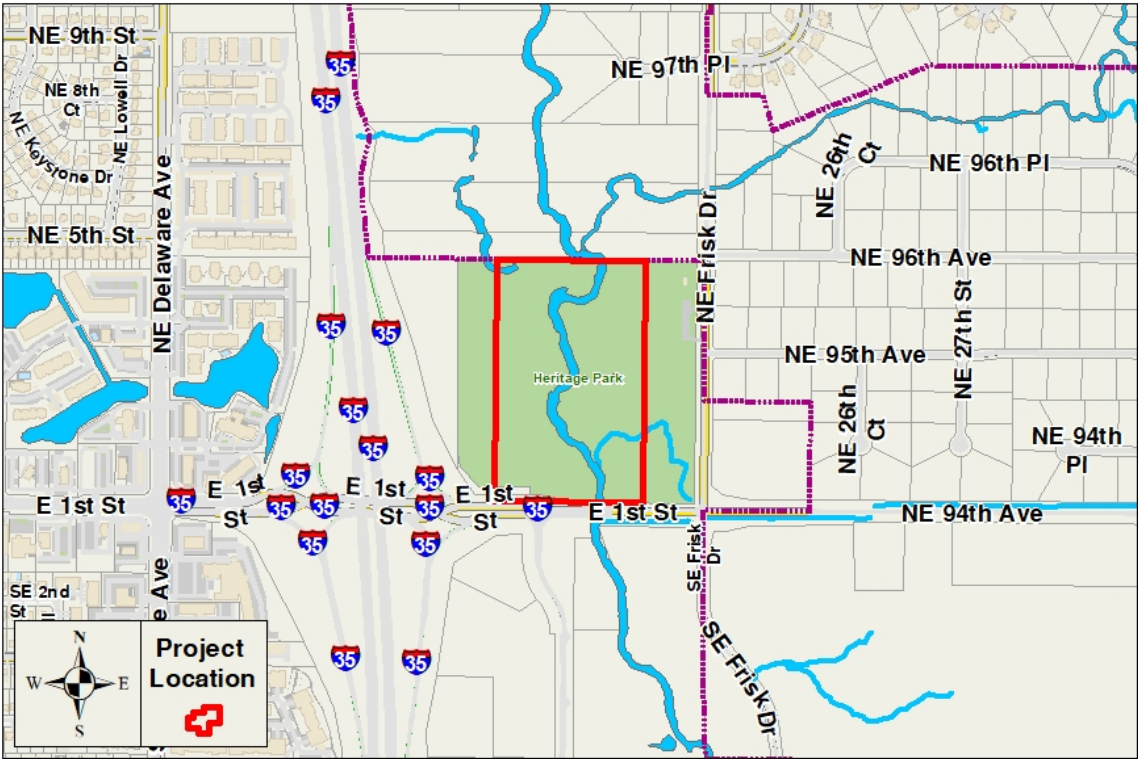 NE 9th St
NE 97th Pl
NE 8th
Ct
NE Lowell Dr
NE Keystone Dr
NE Delaware Ave
NE 5th St
35
35
NE 26th
Ct
NE 96th Pl
NE Frisk Dr
NE 96th Ave
35
35
NE 95th Ave
NE 27th St
Heritage Park
35
35
NE 26th
Ct
NE 94th
Pl
35
35
35
E 1st St
E 1st
St
35
35
E 1st
St
35
E 1st
St
35
E 1st St
NE 94th Ave
35
35
SE Frisk
Dr
SE 2nd
St
e Ave
35
35
SE Frisk Dr
N
W
E
S
Project
Location